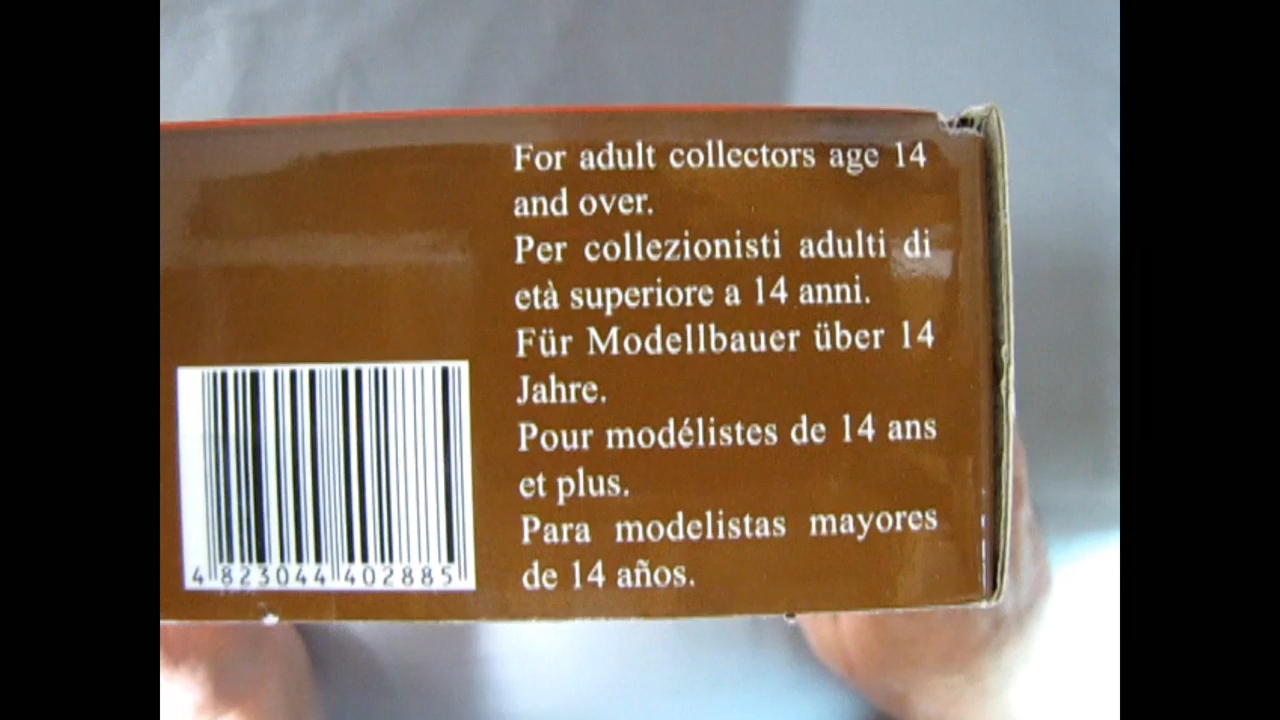 For adult collectors age 14
and over.
Per collezionisti adulti di
età superiore a 14 anni.
Für Modellbauer über 14
Jahre.
Pour modélistes de 14 ans
et plus.
Para modelistas mayores
de 14 años.
4 823044 402885